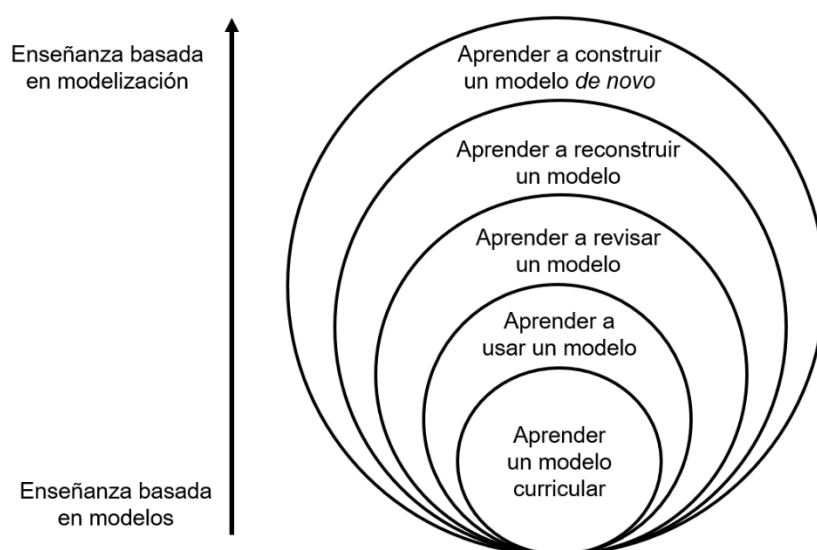 Enseñanza basada
en modelización
Aprender a construir
un modelo de novo
Aprender a reconstruir
un modelo
Aprender a revisar
un modelo
Aprender a
usar un modelo
Aprender
un modelo
curricular
Enseñanza basada
en modelos